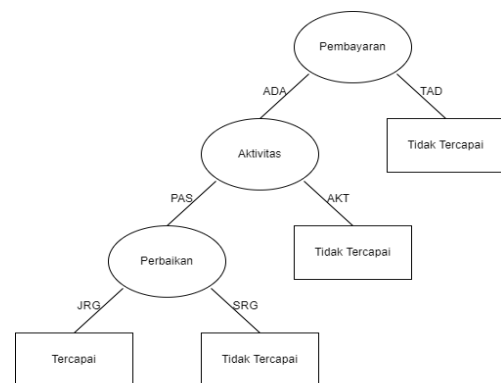 Pembayaran
ADA
TAD
Aktivitas
Tidak Tercapai
PAS
AKT
Perbaikan
Tidak Tercapai
JRG
SRG
Tercapai
Tidak Tercapai